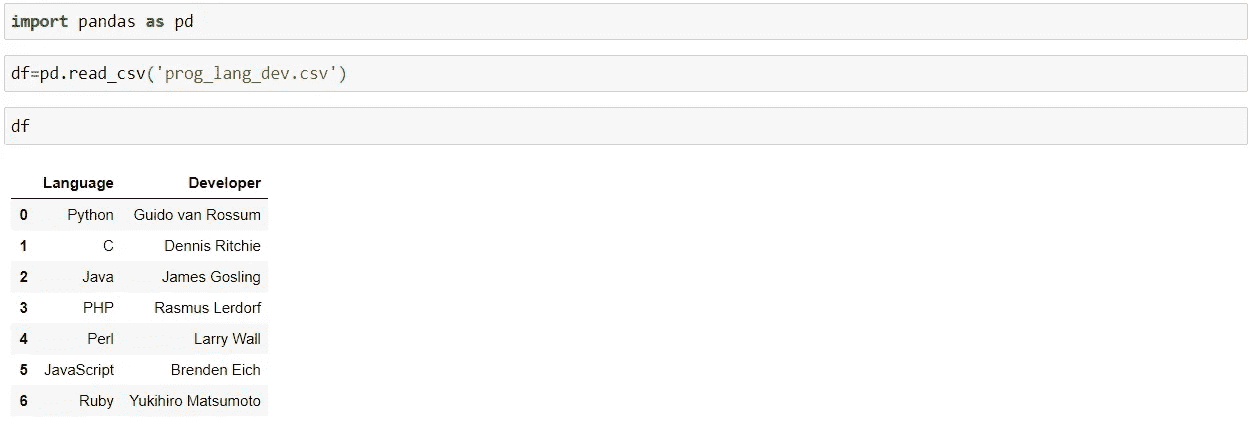 import pandas as pd
df=pd.read_csv('prog_lang_dev.csv')
df
Language Developer
0 Python Guido van Rossum
1 C Dennis Ritchie
2 Java James Gosling
3 PHP Rasmus Lerdorf
4 Perl Larry Wall
5 JavaScript Brenden Eich
6 Ruby Yukihiro Matsumoto